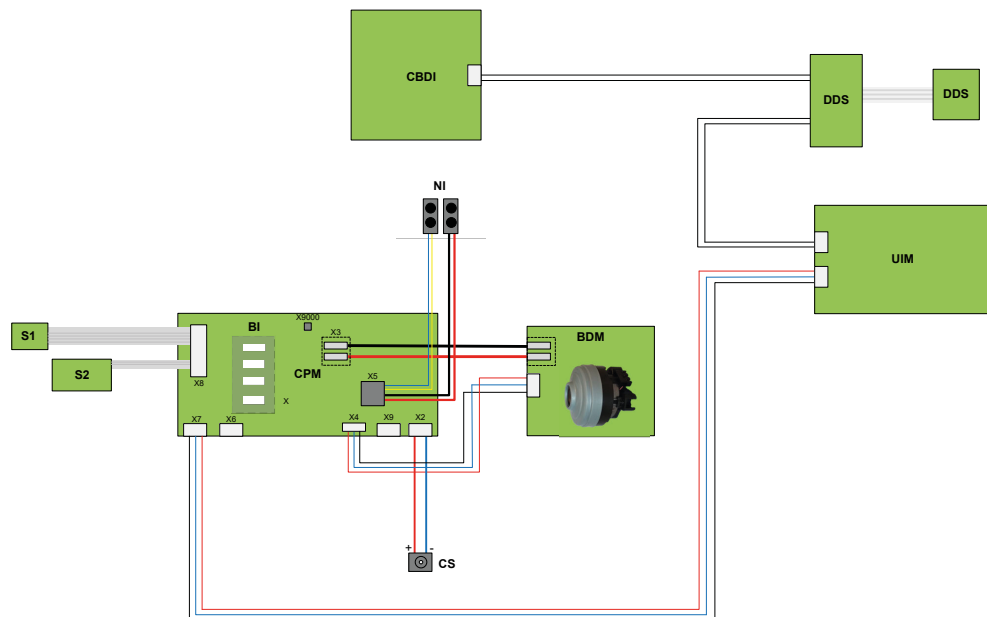 CBDI
DDS
DDS
NI
UIM
X9000
BI
X3
S1
BDM
CPM
S2
X5
X8
X
X7
X6
X4
X9
X2
+
-
CS